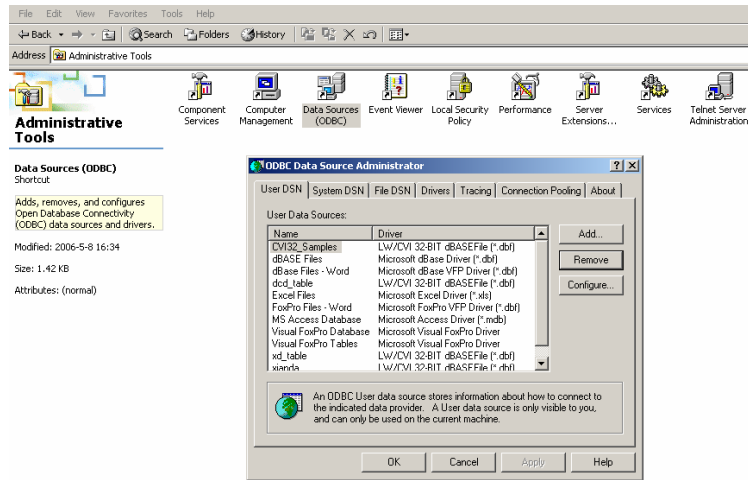 File Edit View Favorites Tools Help
Back Search Folders History
Address Administrative Tools
Administrative Tools
Component Services
Computer Management
Data Sources (ODBC)
Event Viewer
Local Security Policy
Performance
Server Extensions...
Services
Telnet Server Administration
Data Sources (ODBC)
Shortcut
Adds, removes, and configures
Open Database Connectivity
(ODBC) data sources and drivers.
Modified: 2006-5-8 16:34
Size: 1.42 KB
Attributes: (normal)
ODBC Data Source Administrator
User DSN System DSN File DSN Drivers Tracing Connection Pooling About
User Data Sources:
Name Driver
CVI32_Samples LW/CVI 32-BIT dBASEFile (*.dbf)
dBASE Files Microsoft dBase Driver (*.dbf)
dBase Files - Word Microsoft dBase VFP Driver (*.dbf)
dcd_table LW/CVI 32-BIT dBASEFile (*.dbf)
Excel Files Microsoft Excel Driver (*.xls)
FoxPro Files - Word Microsoft FoxPro VFP Driver (*.dbf)
MS Access Database Microsoft Access Driver (*.mdb)
Visual FoxPro Database Microsoft Visual FoxPro Driver
Visual FoxPro Tables Microsoft Visual FoxPro Driver
xd_table LW/CVI 32-BIT dBASEFile (*.dbf)
xianda LW/CVI 32-BIT dBASEFile (*.dbf)
Add...
Remove
Configure...
An ODBC User data source stores information about how to connect to
the indicated data provider. A User data source is only visible to you,
and can only be used on the current machine.
OK Cancel Apply Help